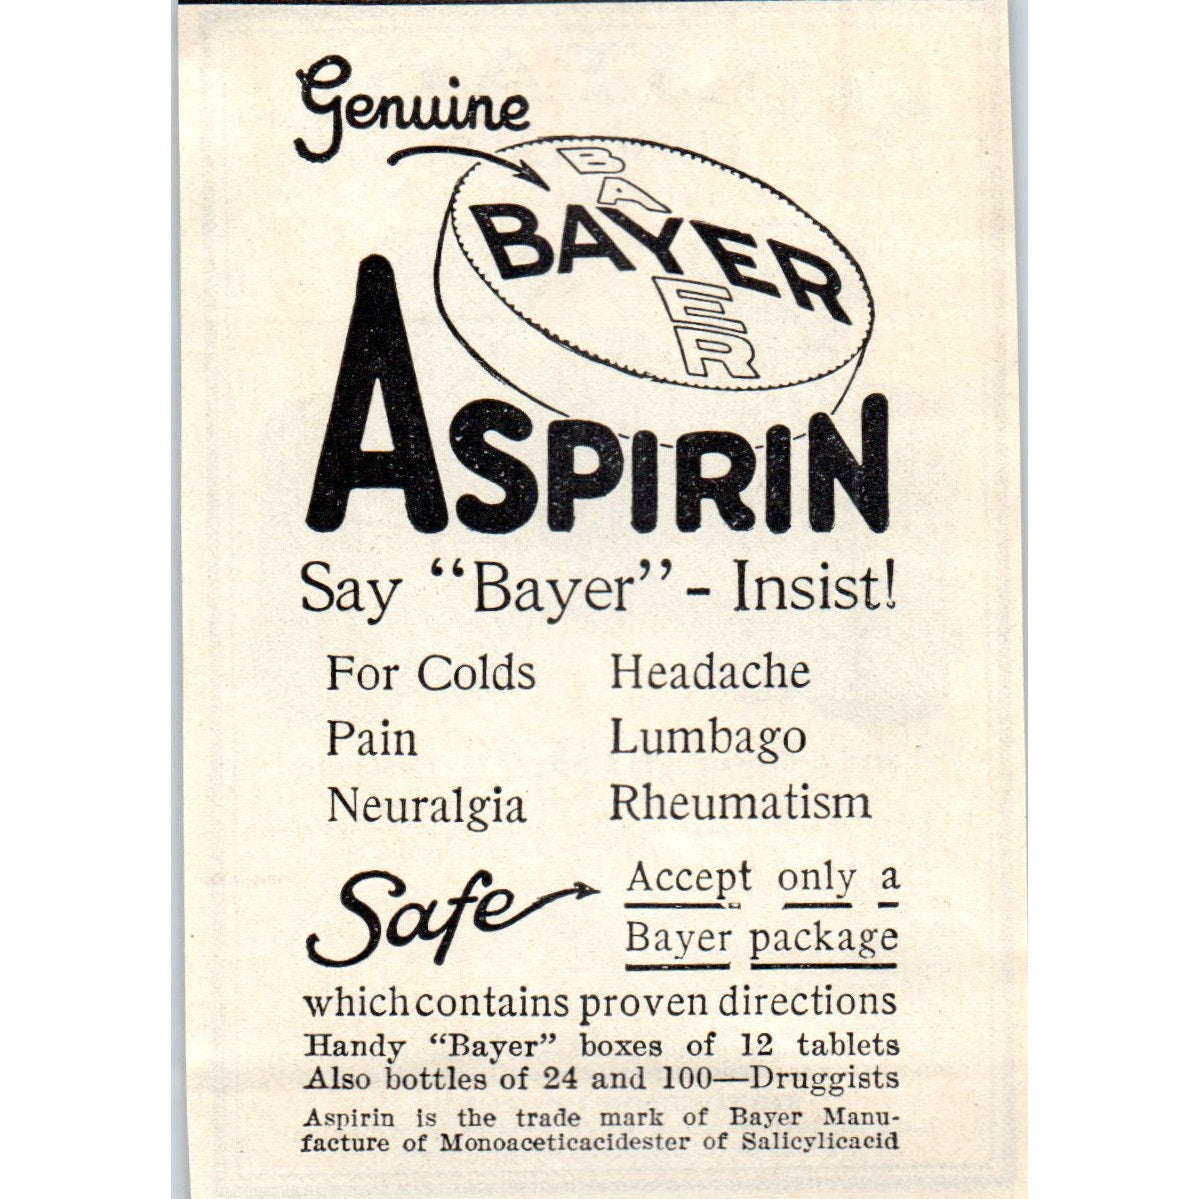 Genuine
BAYER
BAYER
ASPIRIN
Say “Bayer” - Insist!
For Colds Headache
Pain Lumbago
Neuralgia Rheumatism
Safe Accept only a
Bayer package
which contains proven directions
Handy “Bayer” boxes of 12 tablets
Also bottles of 24 and 100—Druggists
Aspirin is the trade mark of Bayer Manu-
facture of Monoaceticacidester of Salicylicacid